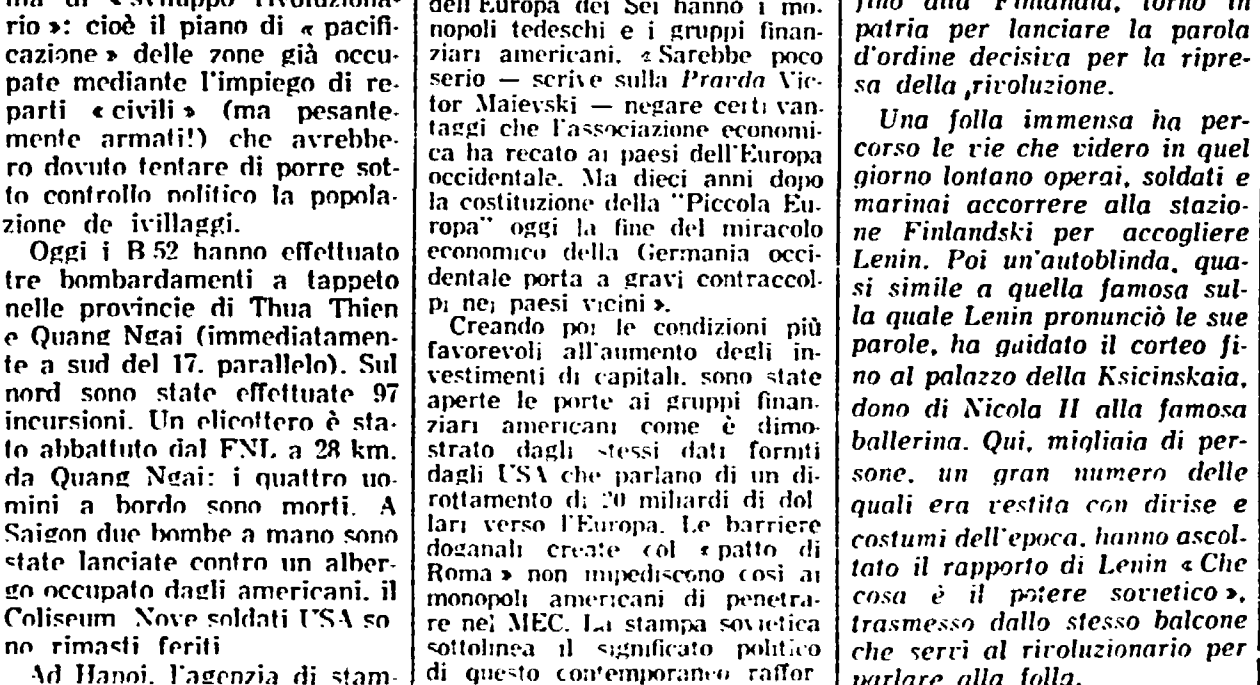 ma di « sviluppo rivoluziona-
rio »: cioè il piano di « pacifi-
cazione » delle zone già occu-
pate mediante l'impiego di re-
parti « civili » (ma pesante-
mente armati!) che avrebbe-
ro dovuto tentare di porre sot-
to controllo politico la popola-
zione de ivillaggi.
Oggi i B 52 hanno effettuato
tre bombardamenti a tappeto
nelle provincie di Thua Thien
e Quang Ngai (immediatamen-
te a sud del 17. parallelo). Sul
nord sono state effettuate 97
incursioni. Un elicottero è sta-
to abbattuto dal FNL a 28 km.
da Quang Ngai: i quattro uo-
mini a bordo sono morti. A
Saigon due bombe a mano sono
state lanciate contro un alber-
go occupato dagli americani, il
Coliseum Nove soldati USA so
no rimasti feriti
Ad Hanoi, l'agenzia di stam-
dell'Europa dei Sei hanno i mo-
nopoli tedeschi e i gruppi finan-
ziari americani. « Sarebbe poco
serio — scrive sulla Pravda Vic-
tor Maievski — negare certi van-
taggi che l'associazione economi-
ca ha recato ai paesi dell'Europa
occidentale. Ma dieci anni dopo
la costituzione della "Piccola Eu-
ropa" oggi la fine del miracolo
economico della Germania occi-
dentale porta a gravi contraccol-
pi nei paesi vicini ».
Creando poi le condizioni più
favorevoli all'aumento degli in-
vestimenti di capitali, sono state
aperte le porte ai gruppi finan-
ziari americani come è dimo-
strato dagli stessi dati forniti
dagli USA che parlano di un di-
rottamento di 20 miliardi di dol
lari verso l'Europa. Le barriere
doganali create col « patto di
Roma » non impediscono così ai
monopoli americani di penetra-
re nel MEC. La stampa sovietica
sottolinea il significato politico
di questo contemporaneo raffor
fino alla Finlandia, tornò in
patria per lanciare la parola
d'ordine decisiva per la ripre-
sa della rivoluzione.
Una folla immensa ha per-
corso le vie che videro in quel
giorno lontano operai, soldati e
marinai accorrere alla stazio-
ne Finlandski per accogliere
Lenin. Poi un'autoblinda, qua-
si simile a quella famosa sul-
la quale Lenin pronunciò le sue
parole, ha guidato il corteo fi-
no al palazzo della Ksicinskaia,
dono di Nicola II alla famosa
ballerina. Qui, migliaia di per-
sone, un gran numero delle
quali era vestita con divise e
costumi dell'epoca, hanno ascol-
tato il rapporto di Lenin « Che
cosa è il potere sovietico »,
trasmesso dallo stesso balcone
che servì al rivoluzionario per
parlare alla folla.